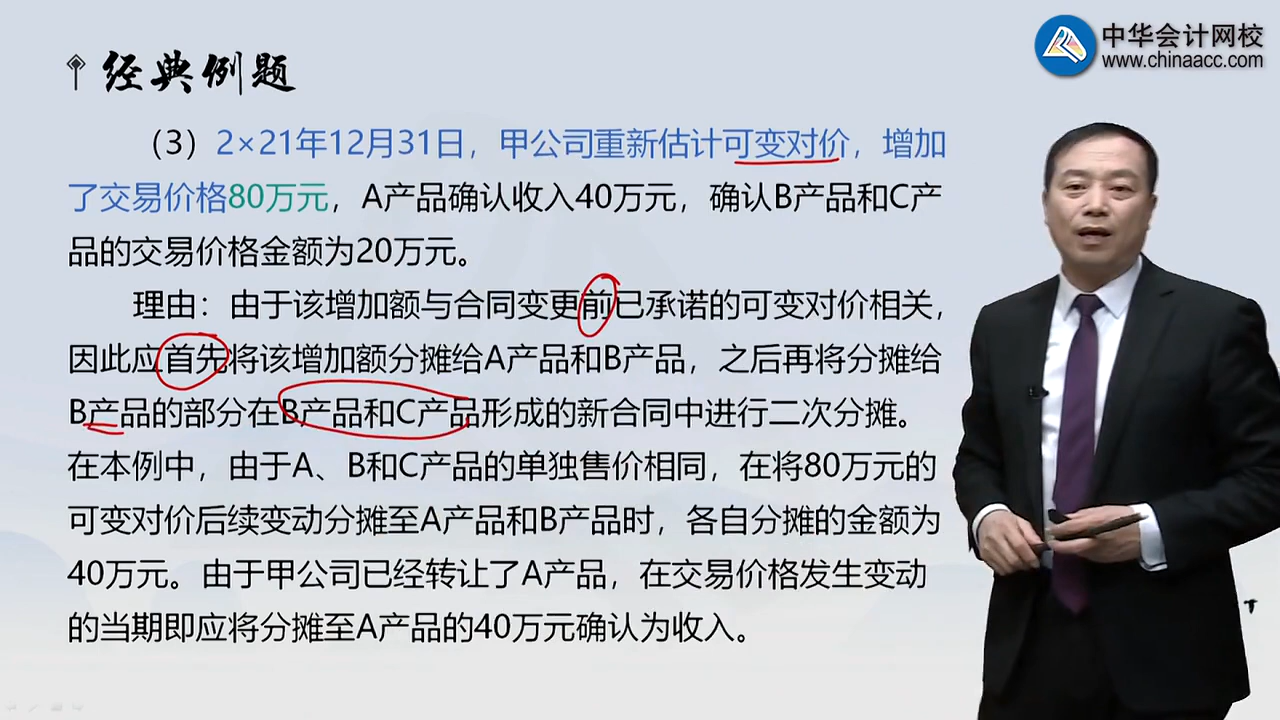 中华会计网校
www.chinaacc.com
经典例题
（3）2×21年12月31日，甲公司重新估计可变对价，增加
了交易价格80万元，A产品确认收入40万元，确认B产品和C产
品的交易价格金额为20万元。
理由：由于该增加额与合同变更前已承诺的可变对价相关，
因此应首先将该增加额分摊给A产品和B产品，之后再将分摊给
B产品的部分在B产品和C产品形成的新合同中进行二次分摊。
在本例中，由于A、B和C产品的单独售价相同，在将80万元的
可变对价后续变动分摊至A产品和B产品时，各自分摊的金额为
40万元。由于甲公司已经转让了A产品，在交易价格发生变动
的当期即应将分摊至A产品的40万元确认为收入。